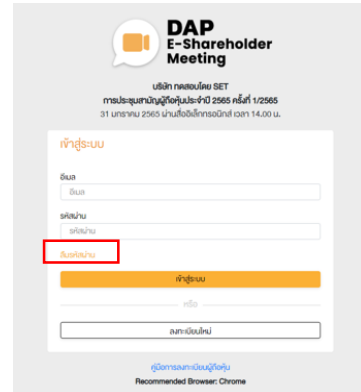 DAP
E-Shareholder
Meeting
บริษัท ทดสอบโดย SET
การประชุมสามัญผู้ถือหุ้นประจำปี 2565 ครั้งที่ 1/2565
31 มกราคม 2565 ผ่านสื่ออิเล็กทรอนิกส์ เวลา 14.00 น.
เข้าสู่ระบบ
อีเมล
อีเมล
รหัสผ่าน
รหัสผ่าน
ลืมรหัสผ่าน
เข้าสู่ระบบ
หรือ
ลงทะเบียนใหม่
คู่มือการลงทะเบียนผู้ถือหุ้น
Recommended Browser: Chrome